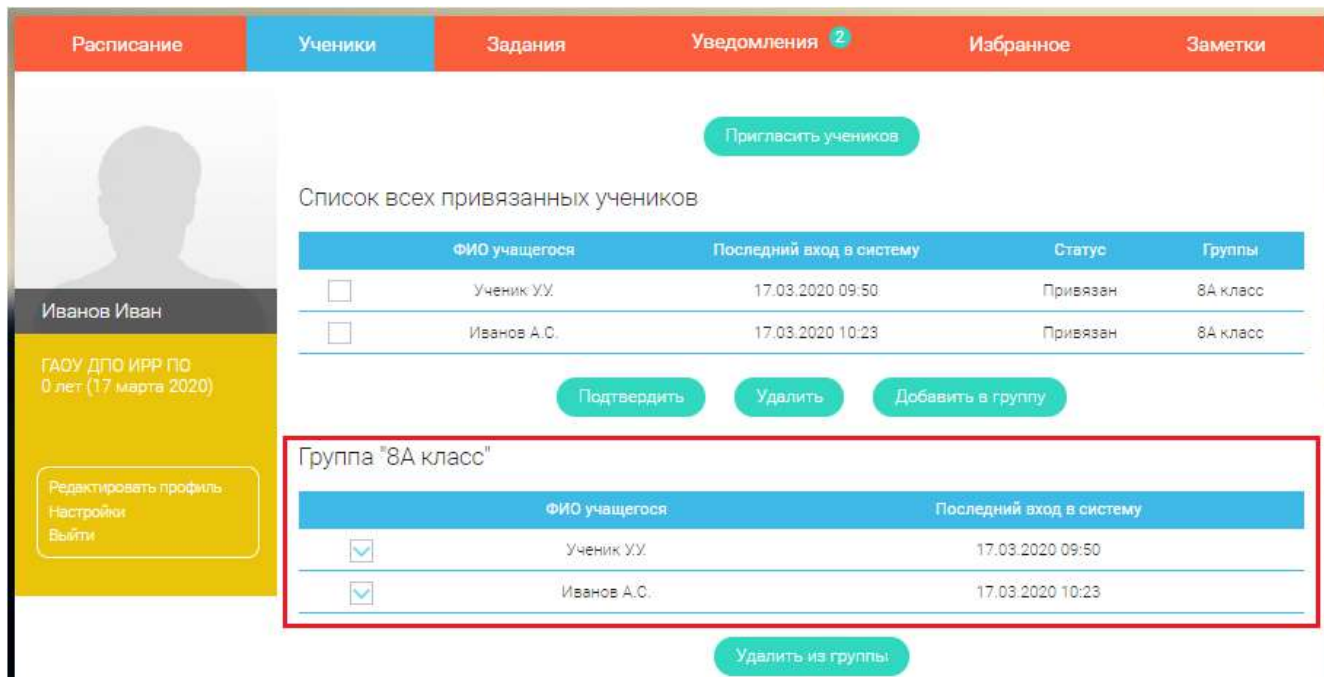 Расписание Ученики Задания Уведомления 2 Избранное Заметки
Пригласить учеников
Список всех привязанных учеников
ФИО учащегося Последний вход в систему Статус Группы
Ученик У.У. 17.03.2020 09:50 Привязан 8А класс
Иванов А.С. 17.03.2020 10:23 Привязан 8А класс
Иванов Иван
ГАОУ ДПО ИРР ПО
0 лет (17 марта 2020)
Подтвердить Удалить Добавить в группу
Группа "8А класс"
Редактировать профиль
Настройки
Выйти
ФИО учащегося Последний вход в систему
Ученик У.У. 17.03.2020 09:50
Иванов А.С. 17.03.2020 10:23
Удалить из группы